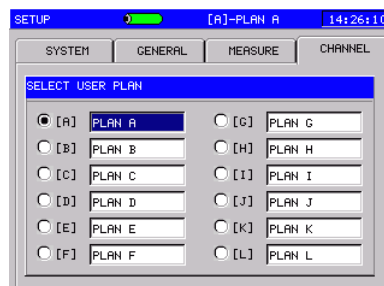 SETUP [A]-PLAN A 14:26:10
SYSTEM GENERAL MEASURE CHANNEL
SELECT USER PLAN
[A] PLAN A [G] PLAN G
[B] PLAN B [H] PLAN H
[C] PLAN C [I] PLAN I
[D] PLAN D [J] PLAN J
[E] PLAN E [K] PLAN K
[F] PLAN F [L] PLAN L